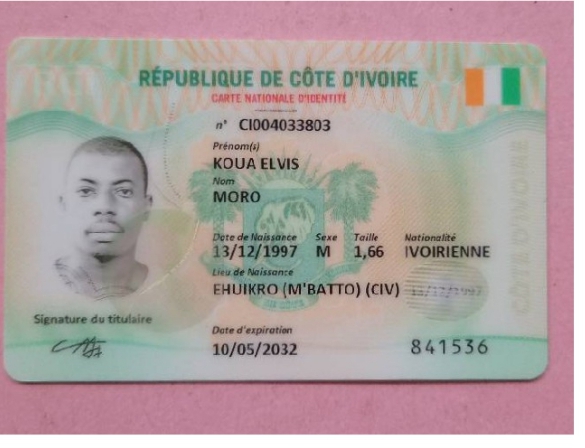 RÉPUBLIQUE DE CÔTE D'IVOIRE
CARTE NATIONALE D'IDENTITÉ
n° CI004033803
Prénom(s)
KOUA ELVIS
Nom
MORO
Date de Naissance Sexe Taille Nationalité
13/12/1997 M 1,66 IVOIRIENNE
Lieu de Naissance
EHUIKRO (M'BATTO) (CIV) 13/12/1997
Signature du titulaire
Date d'expiration
10/05/2032 841536